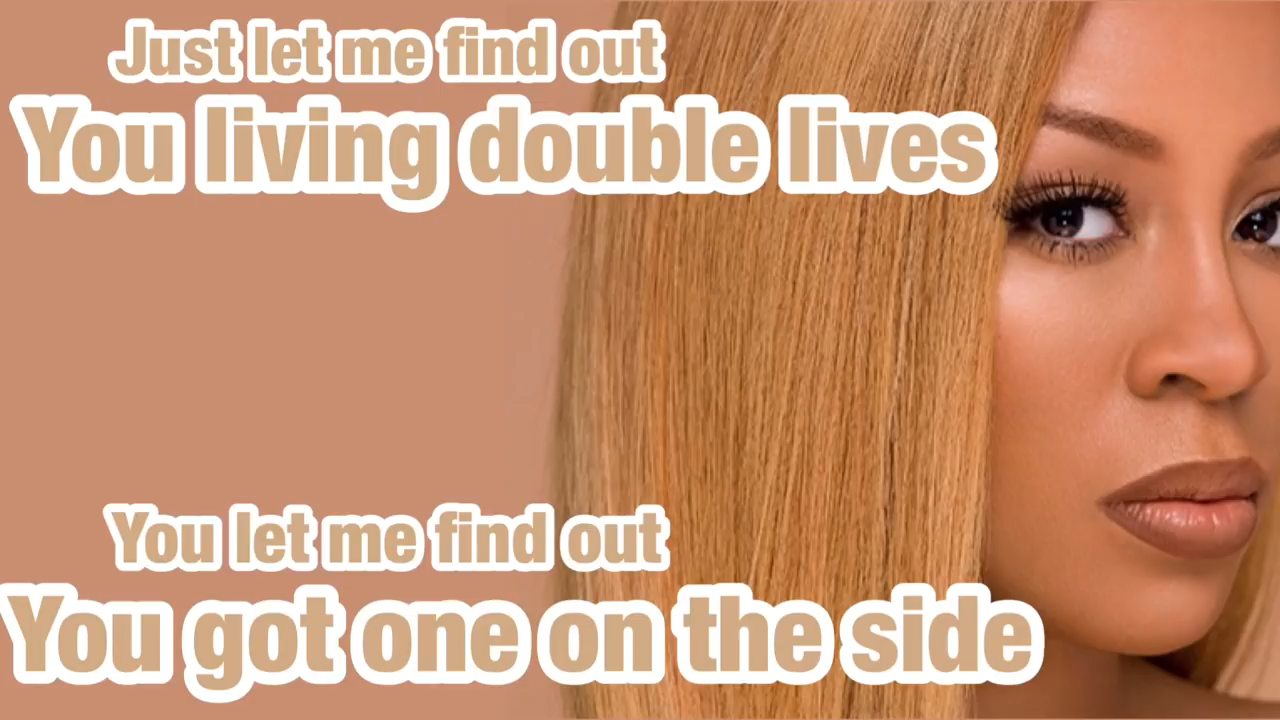 Just let me find out
You living double lives
You let me find out
You got one on the side